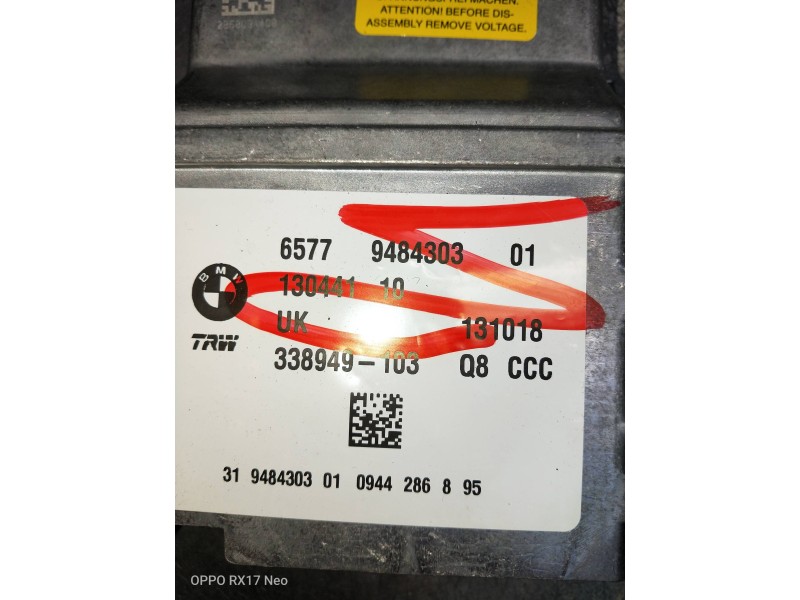 ATTENTION! BEFORE DIS-
ASSEMBLY REMOVE VOLTAGE.
6577 9484303 01
BMW
130441 10
UK 131018
TRW
338949-103 Q8 CCC
31 9484303 01 0944 286 8 95
OPPO RX17 Neo